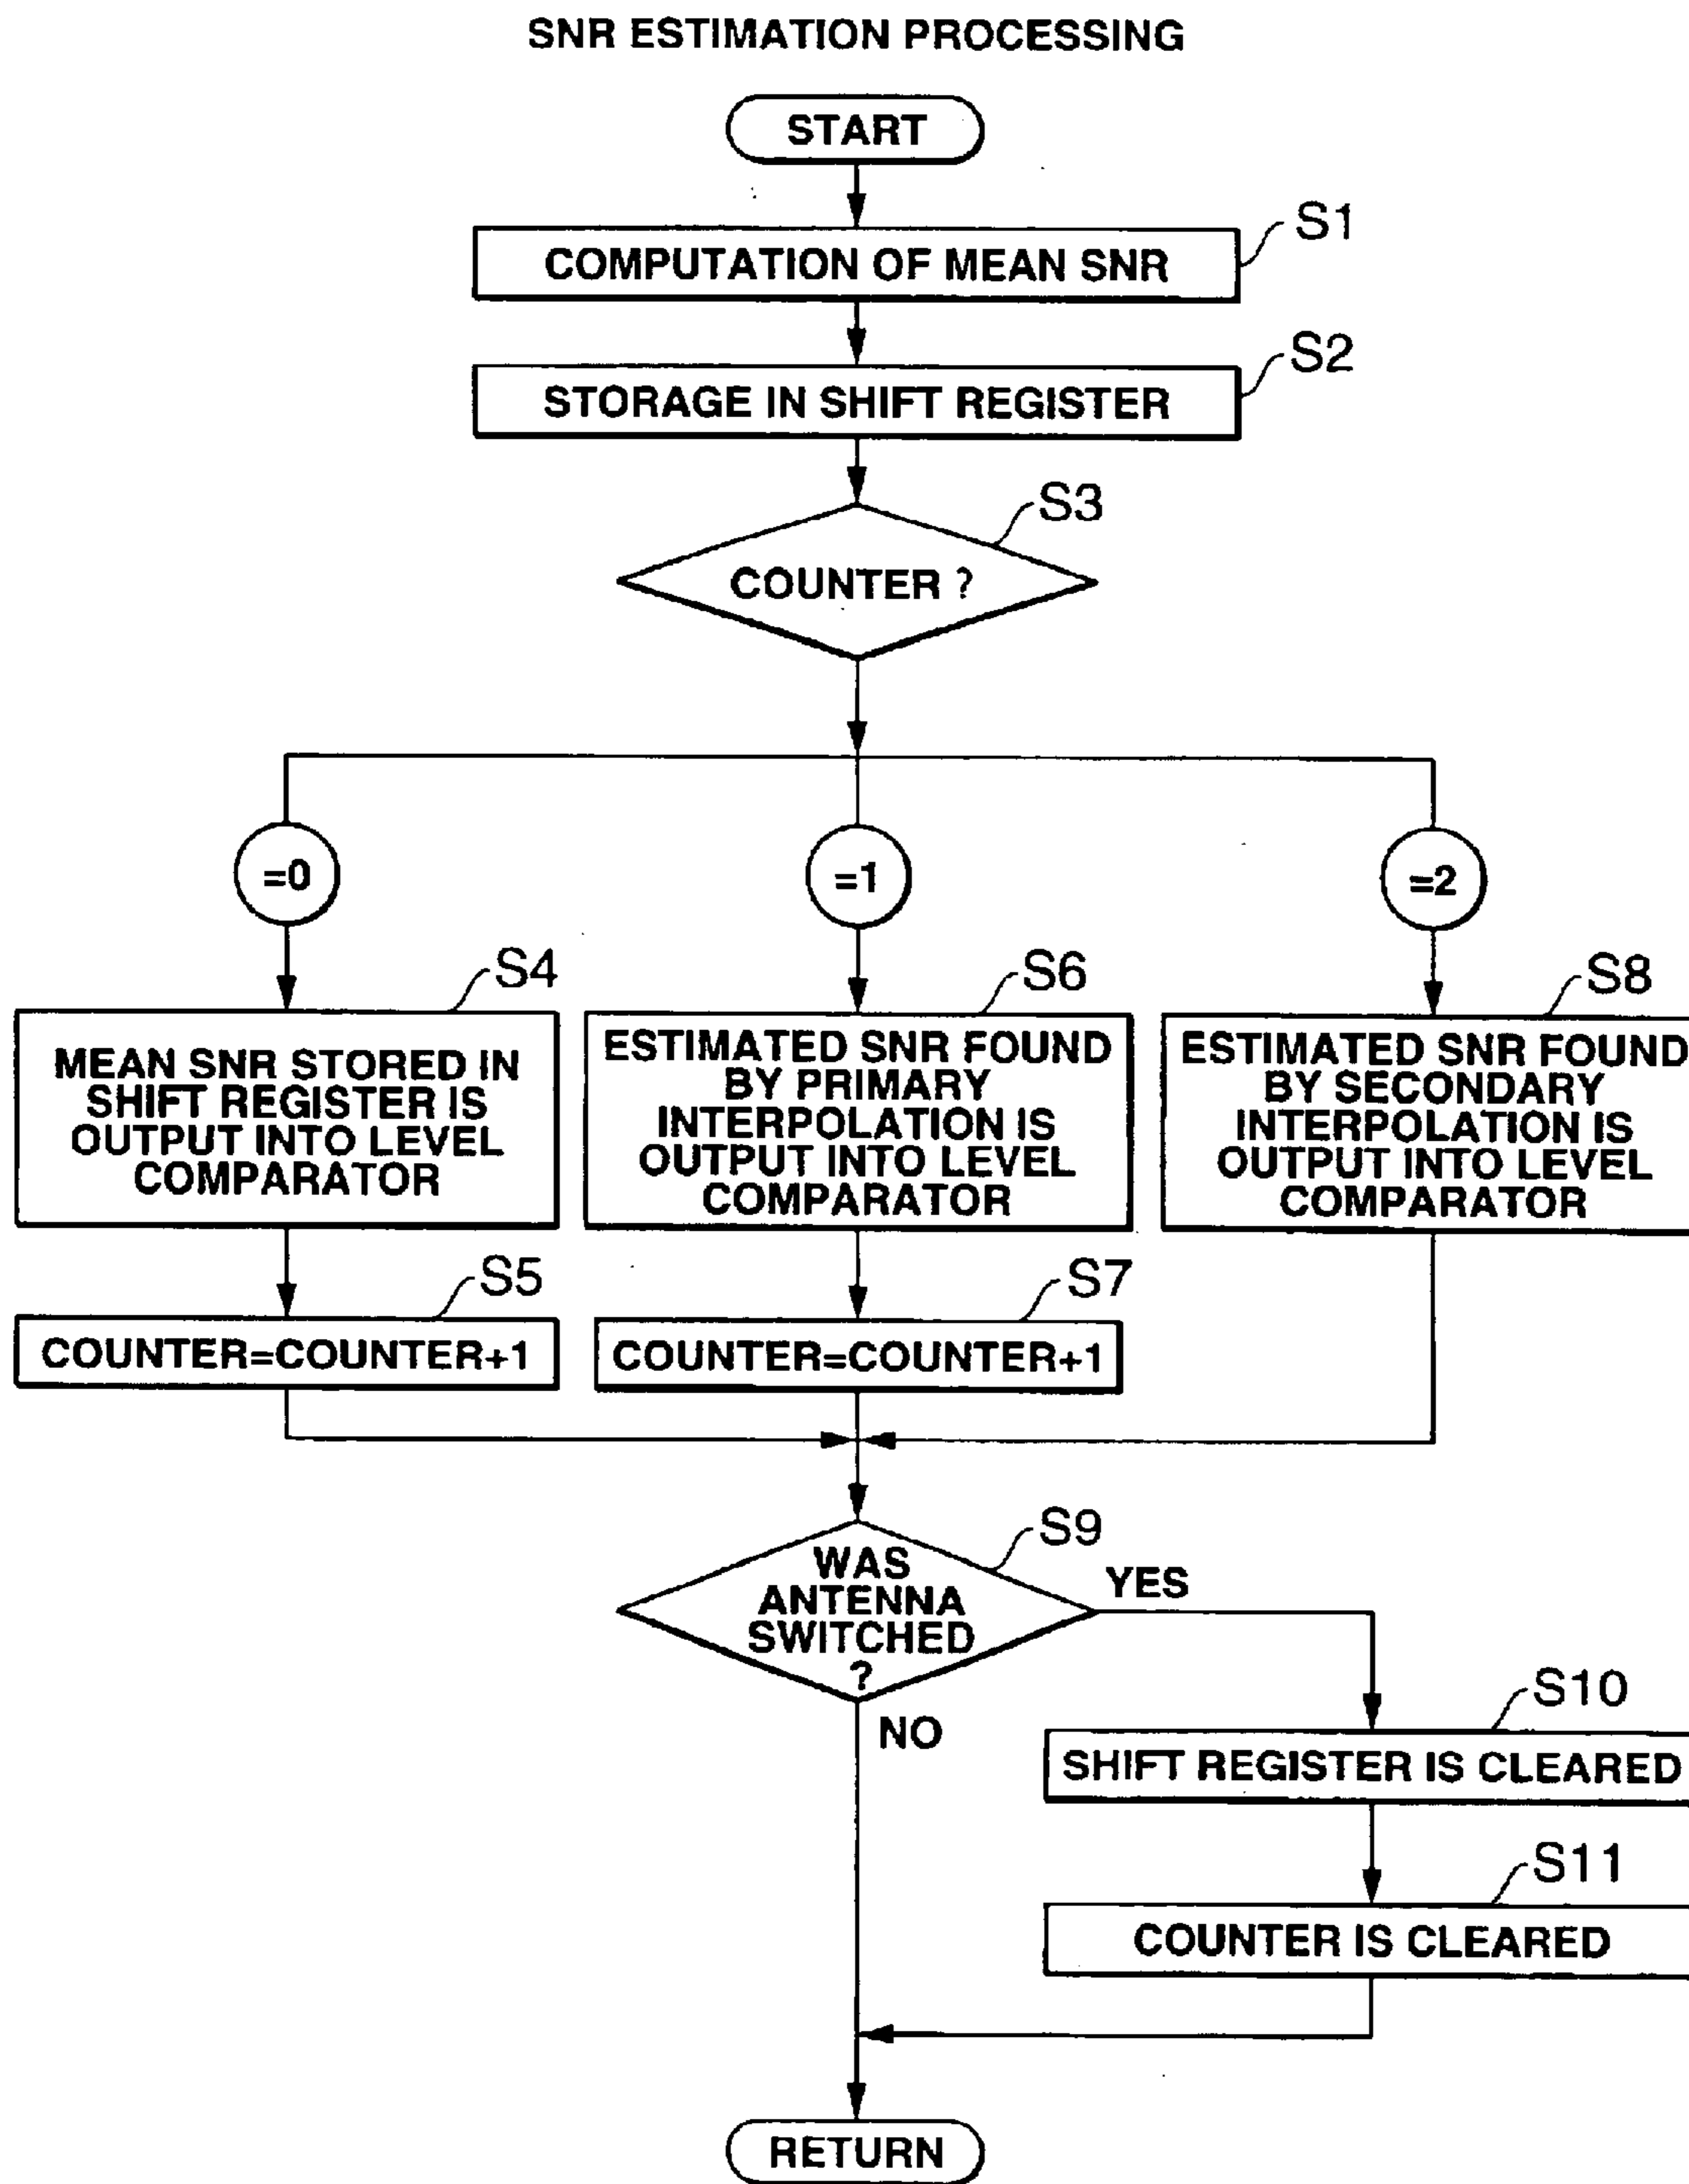 SNR ESTIMATION PROCESSING
START
S1
COMPUTATION OF MEAN SNR
S2
STORAGE IN SHIFT REGISTER
S3
COUNTER ?
=0
=1
=2
S4
MEAN SNR STORED IN
SHIFT REGISTER IS
OUTPUT INTO LEVEL
COMPARATOR
S6
ESTIMATED SNR FOUND
BY PRIMARY
INTERPOLATION IS
OUTPUT INTO LEVEL
COMPARATOR
S8
ESTIMATED SNR FOUND
BY SECONDARY
INTERPOLATION IS
OUTPUT INTO LEVEL
COMPARATOR
S5
COUNTER=COUNTER+1
S7
COUNTER=COUNTER+1
S9
WAS
ANTENNA
SWITCHED
?
YES
NO
S10
SHIFT REGISTER IS CLEARED
S11
COUNTER IS CLEARED
RETURN